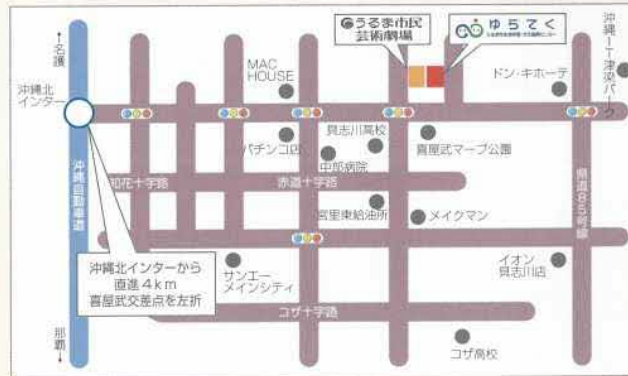 うるま市民
芸術劇場
ゆらてく
←名護
沖縄北
インター
MAC
HOUSE
ドン・キホーテ
沖縄IT津梁パーク
パチンコ店
具志川高校
中部病院
喜屋武マーブ公園
知花十字路
赤道十字路
沖縄自動車道
県道85号線
宮里東給油所
メイクマン
沖縄北インターから
直進4km
喜屋武交差点を左折
サンエー
メインシティ
イオン
具志川店
コザ十字路
コザ高校
那覇→